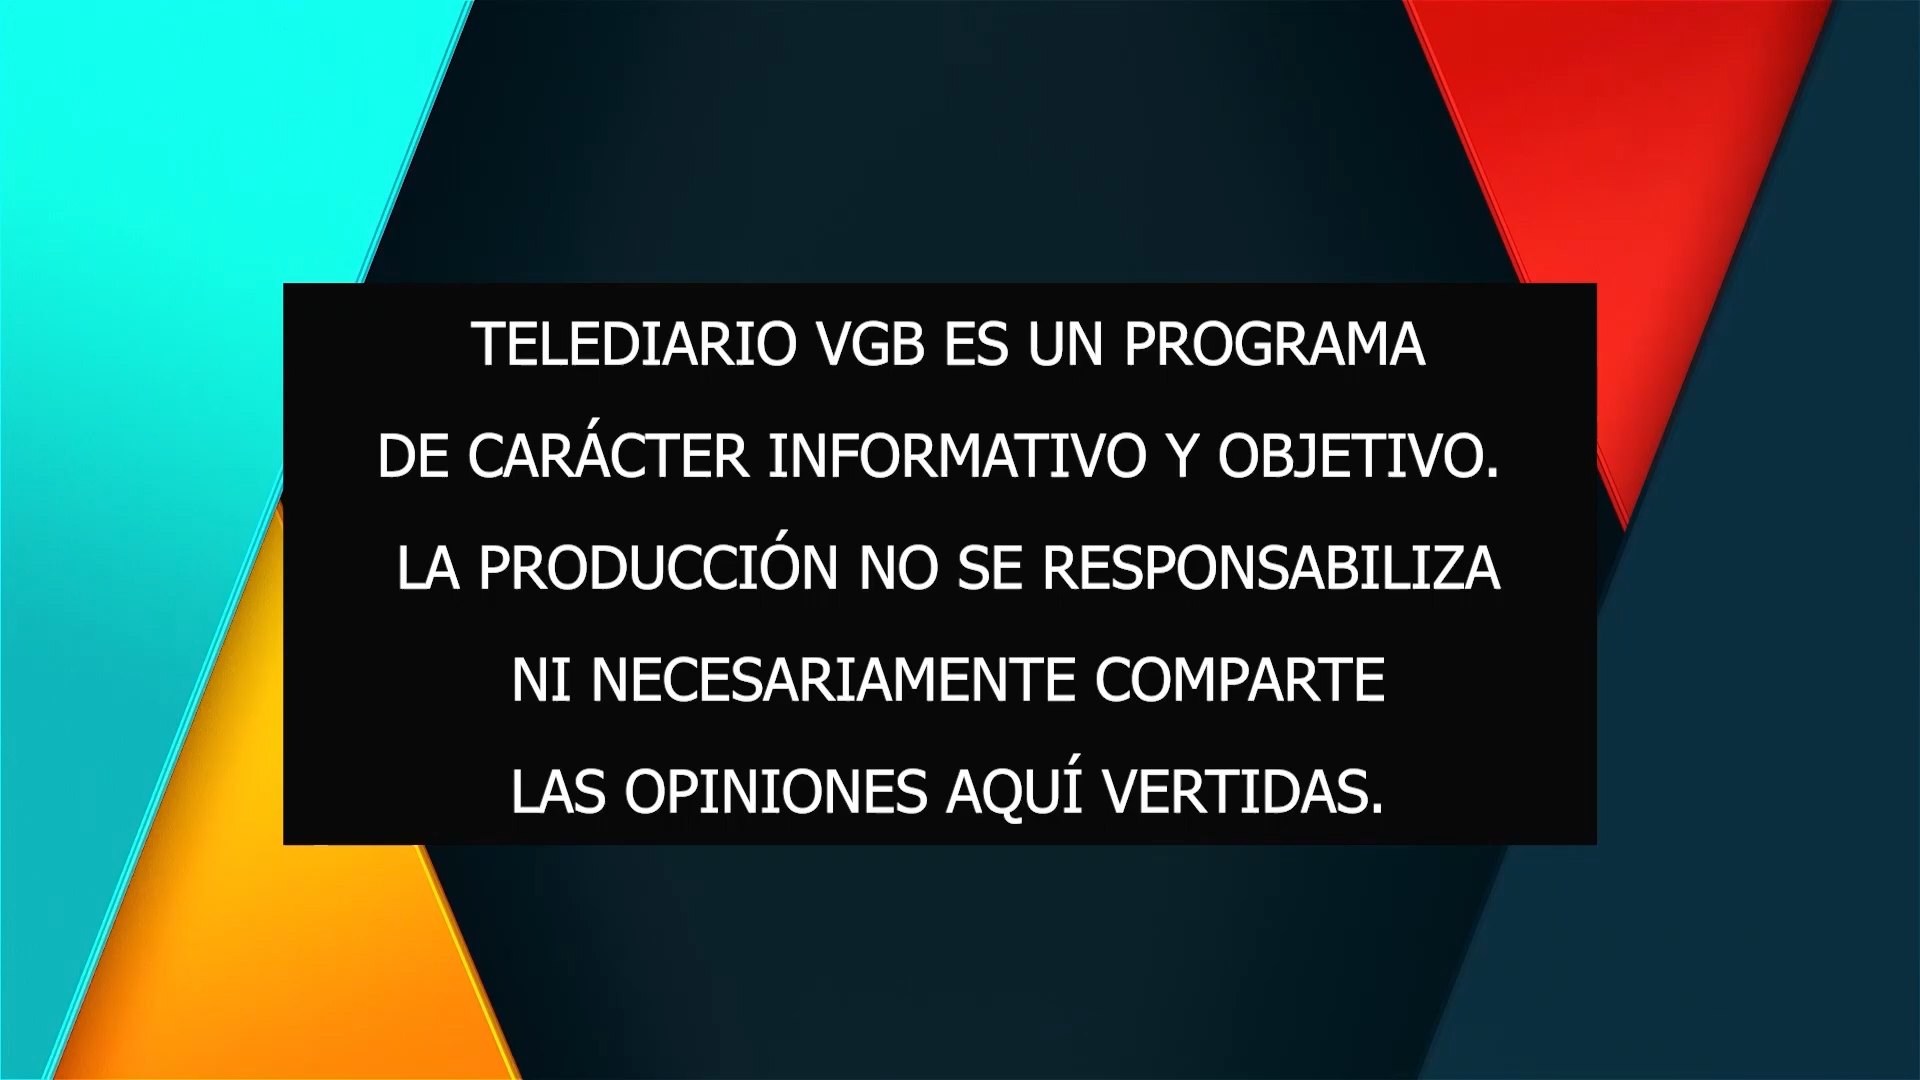 TELEDIARIO VGB ES UN PROGRAMA
DE CARÁCTER INFORMATIVO Y OBJETIVO.
LA PRODUCCIÓN NO SE RESPONSABILIZA
NI NECESARIAMENTE COMPARTE
LAS OPINIONES AQUÍ VERTIDAS.